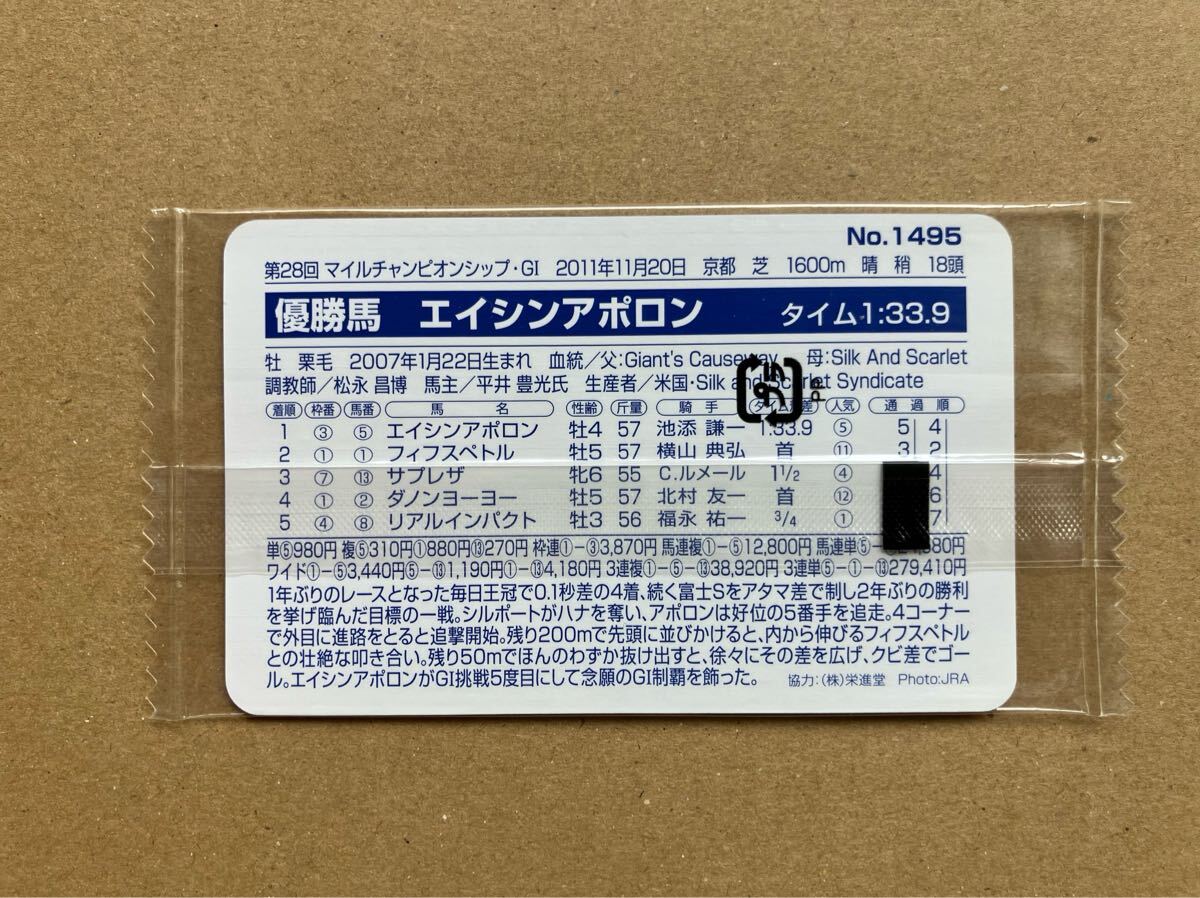 No.1495
第28回 マイルチャンピオンシップ・GI 2011年11月20日 京都 芝 1600m 晴 稍 18頭
優勝馬 エイシンアポロン タイム1:33.9
牡 栗毛 2007年1月22日生まれ 血統／父:Giant's Causeway 母:Silk And Scarlet
調教師／松永 昌博 馬主／平井 豊光氏 生産者／米国・Silk and Scarlet Syndicate
着順 枠番 馬番 馬名 性齢 斤量 騎手 タイム差 人気 通過順
1 ③ ⑤ エイシンアポロン 牡4 57 池添 謙一 1:33.9 ⑤ 5 4
2 ① ① フィフスペトル 牡5 57 横山 典弘 首 ⑪ 3 2
3 ⑦ ⑬ サプレザ 牝6 55 C.ルメール 1 1/2 ④ 4
4 ① ② ダノンヨーヨー 牡5 57 北村 友一 首 ⑫ 6
5 ④ ⑧ リアルインパクト 牡3 56 福永 祐一 3/4 ① 7
単⑤980円 複⑤310円①880円⑬270円 枠連①－③3,870円 馬連複①－⑤12,800円 馬連単⑤－
ワイド①－⑤3,440円⑤－⑬1,190円①－⑬4,180円 3連複①－⑤－⑬38,920円 3連単⑤－①－⑬279,410円
1年ぶりのレースとなった毎日王冠で0.1秒差の4着、続く富士Sをアタマ差で制し2年ぶりの勝利
を挙げ臨んだ目標の一戦。シルポートがハナを奪い、アポロンは好位の5番手を追走。4コーナー
で外目に進路をとると追撃開始。残り200mで先頭に並びかけると、内から伸びるフィフスペトル
との壮絶な叩き合い。残り50mでほんのわずか抜け出すと、徐々にその差を広げ、クビ差でゴー
ル。エイシンアポロンがGI挑戦5度目にして念願のGI制覇を飾った。 協力:(株)栄進堂 Photo:JRA
プラ
PP